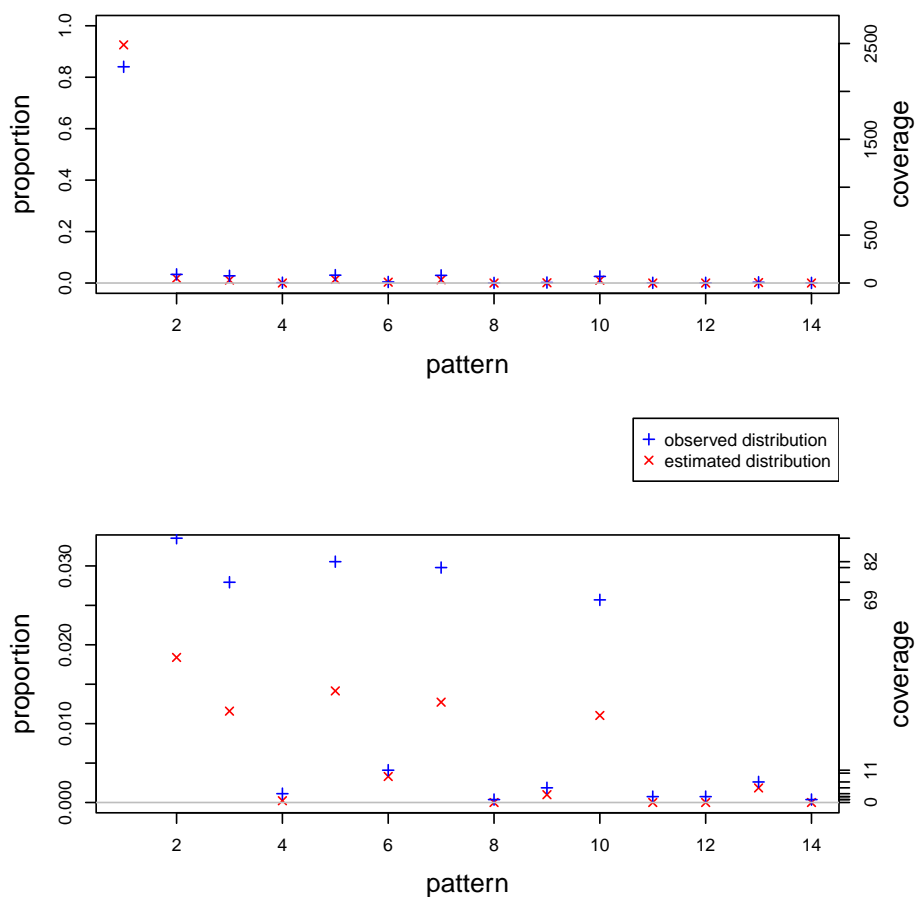 proportion
0.0 0.2 0.4 0.6 0.8 1.0
0 500 1500 2500
coverage
2 4 6 8 10 12 14
pattern
observed distribution
estimated distribution
proportion
0.000 0.010 0.020 0.030
0 11 69 82
coverage
2 4 6 8 10 12 14
pattern